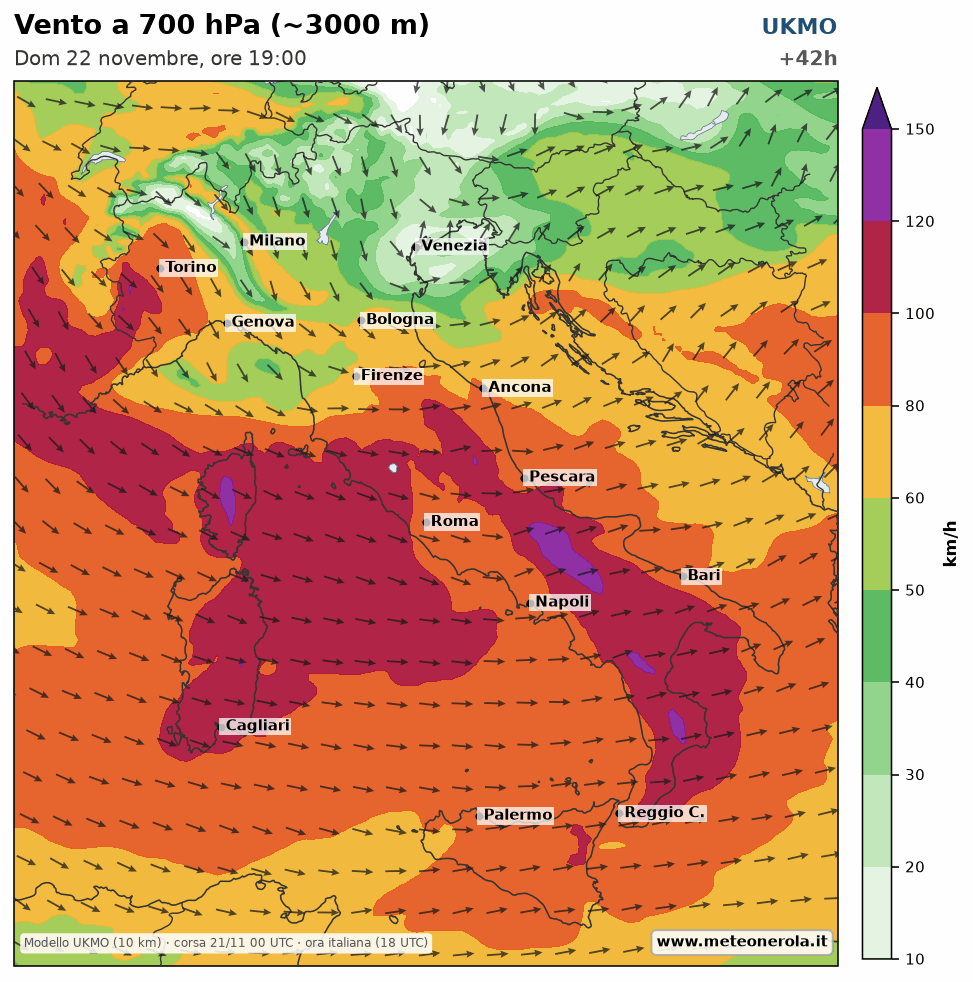 Vento a 700 hPa (~3000 m)
UKMO
Dom 22 novembre, ore 19:00
+42h
Milano
Venezia
Torino
Genova
Bologna
Firenze
Ancona
Pescara
Roma
Bari
Napoli
Cagliari
Palermo
Reggio C.
150
120
100
80
60
50
40
30
20
10
km/h
Modello UKMO (10 km) · corsa 21/11 00 UTC · ora italiana (18 UTC)
www.meteonerola.it